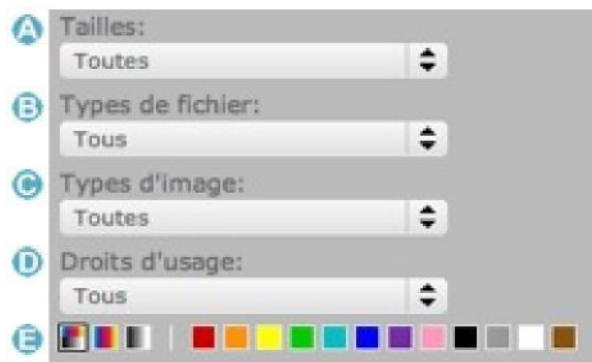 A Tailles:
Toutes
B Types de fichier:
Tous
C Types d'image:
Toutes
D Droits d'usage:
Tous
E